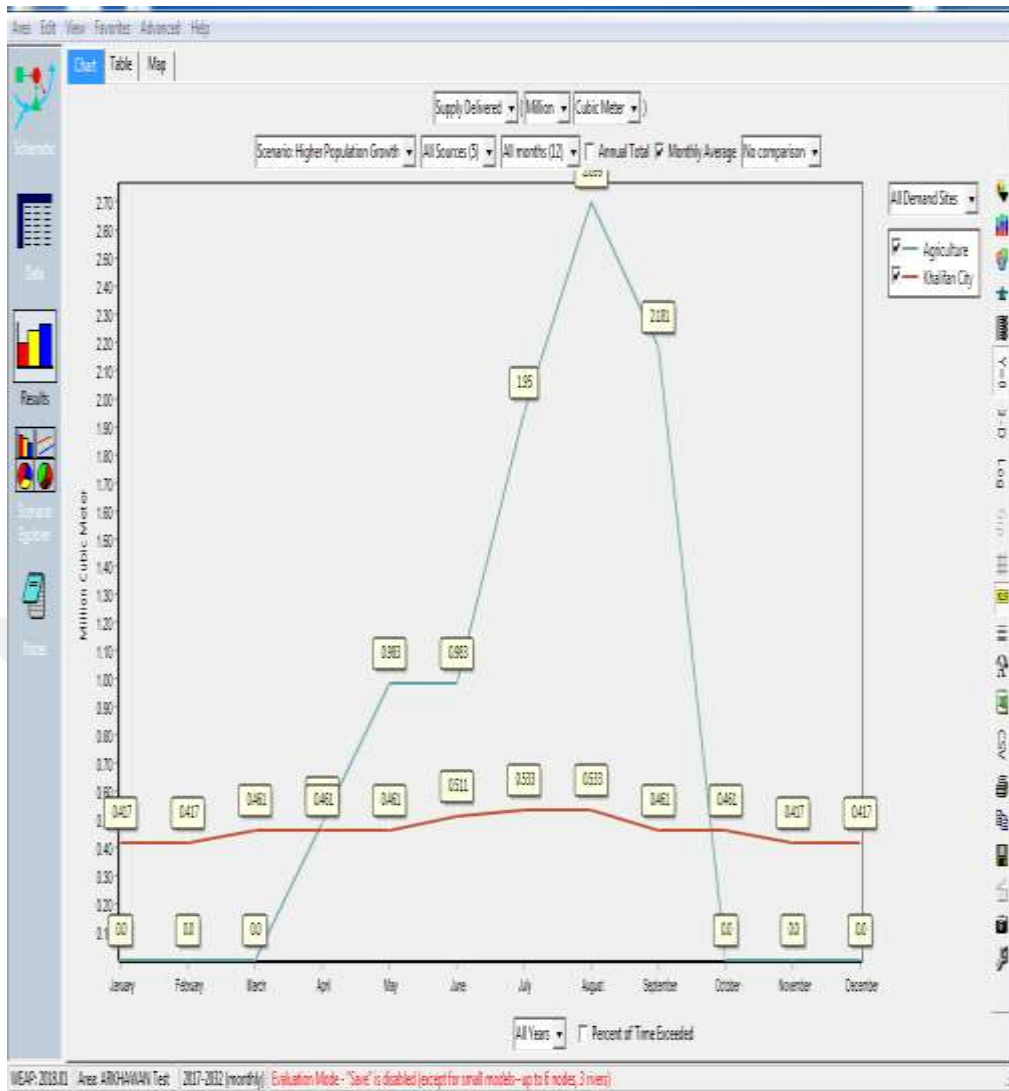 Area Edit View Favorites Advanced Help
Chart Table Map
Supply Delivered ( Million Cubic Meter )
Scenario: Higher Population Growth All Sources (5) All months (12) Annual Total Monthly Average No comparison
All Demand Sites
Agriculture
Khalifan City
Schematic
Data
Results
Scenario
Explorer
Notes
Million Cubic Meter
2.70
2.60
2.50
2.40
2.30
2.20
2.10
2.00
1.90
1.80
1.70
1.60
1.50
1.40
1.30
1.20
1.10
1.00
0.90
0.80
0.70
0.60
0.40
0.30
0.20
2.181
1.95
0.983 0.983
0.417 0.417 0.461 0.461 0.461 0.511 0.533 0.533 0.461 0.461 0.417 0.417
0.0 0.0 0.0 0.0 0.0 0.0
January February March April May June July August September October November December
Y=0
3-D
Log
CSV
All Years Percent of Time Exceeded
WEAP: 2018.01 Area: ARKHAWAN Test 2017-2032 (monthly) Evaluation Mode - "Save" is disabled (except for small models--up to 6 nodes, 3 rivers)